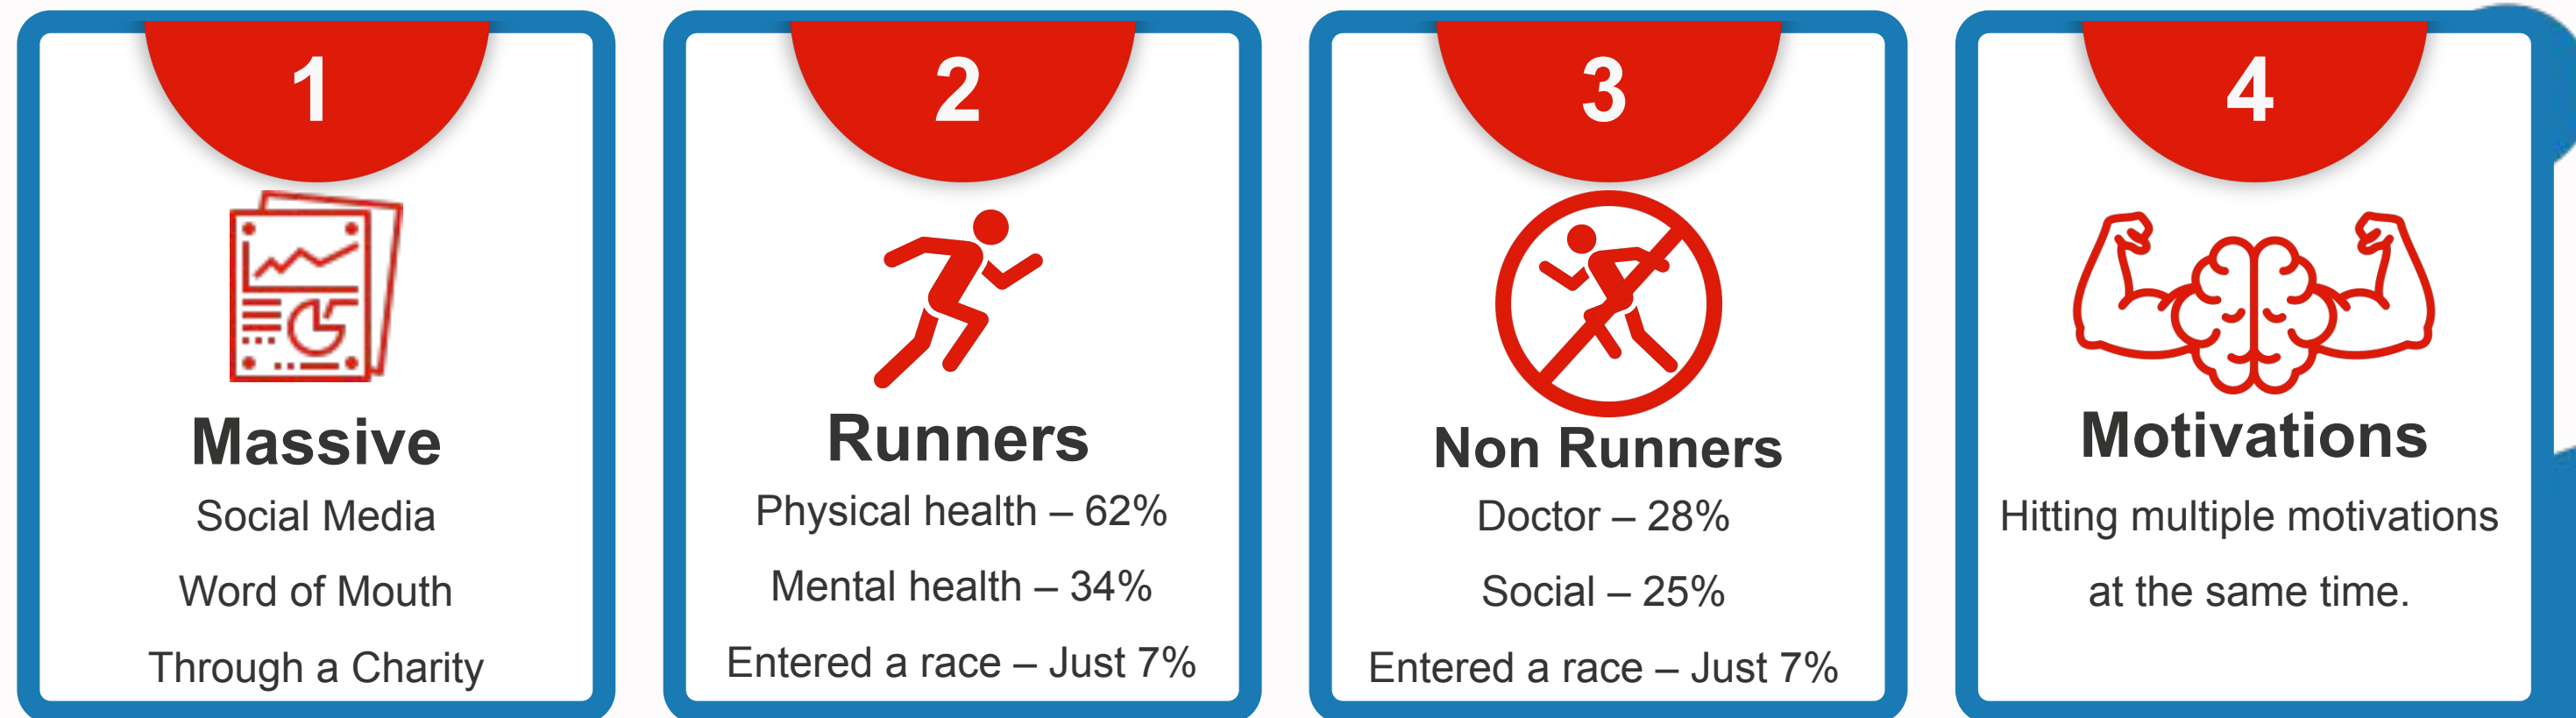 1
Massive
Social Media
Word of Mouth
Through a Charity
2
Runners
Physical health – 62%
Mental health – 34%
Entered a race – Just 7%
3
Non Runners
Doctor – 28%
Social – 25%
Entered a race – Just 7%
4
Motivations
Hitting multiple motivations
at the same time.